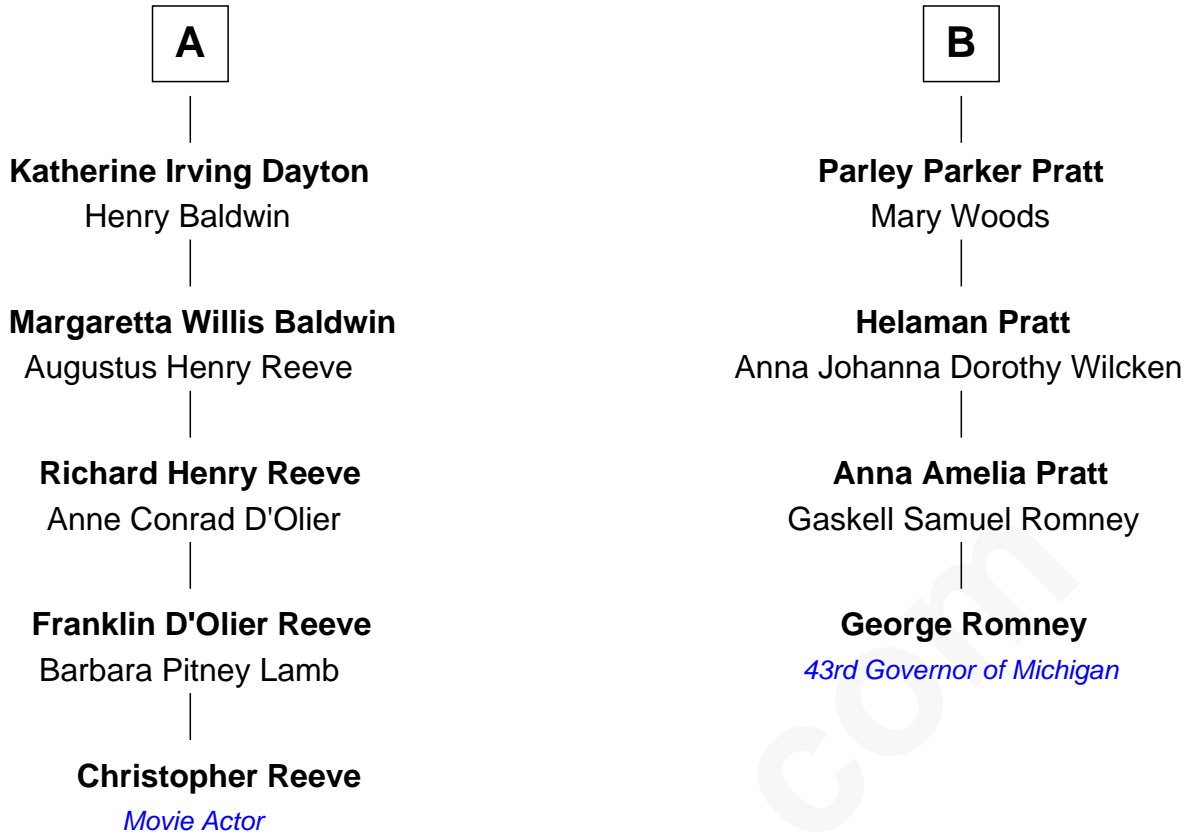 A
Katherine Irving Dayton
Henry Baldwin
Margaretta Willis Baldwin
Augustus Henry Reeve
Richard Henry Reeve
Anne Conrad D'Olier
Franklin D'Olier Reeve
Barbara Pitney Lamb
Christopher Reeve
Movie Actor
B
Parley Parker Pratt
Mary Woods
Helaman Pratt
Anna Johanna Dorothy Wilcken
Anna Amelia Pratt
Gaskell Samuel Romney
George Romney
43rd Governor of Michigan
com